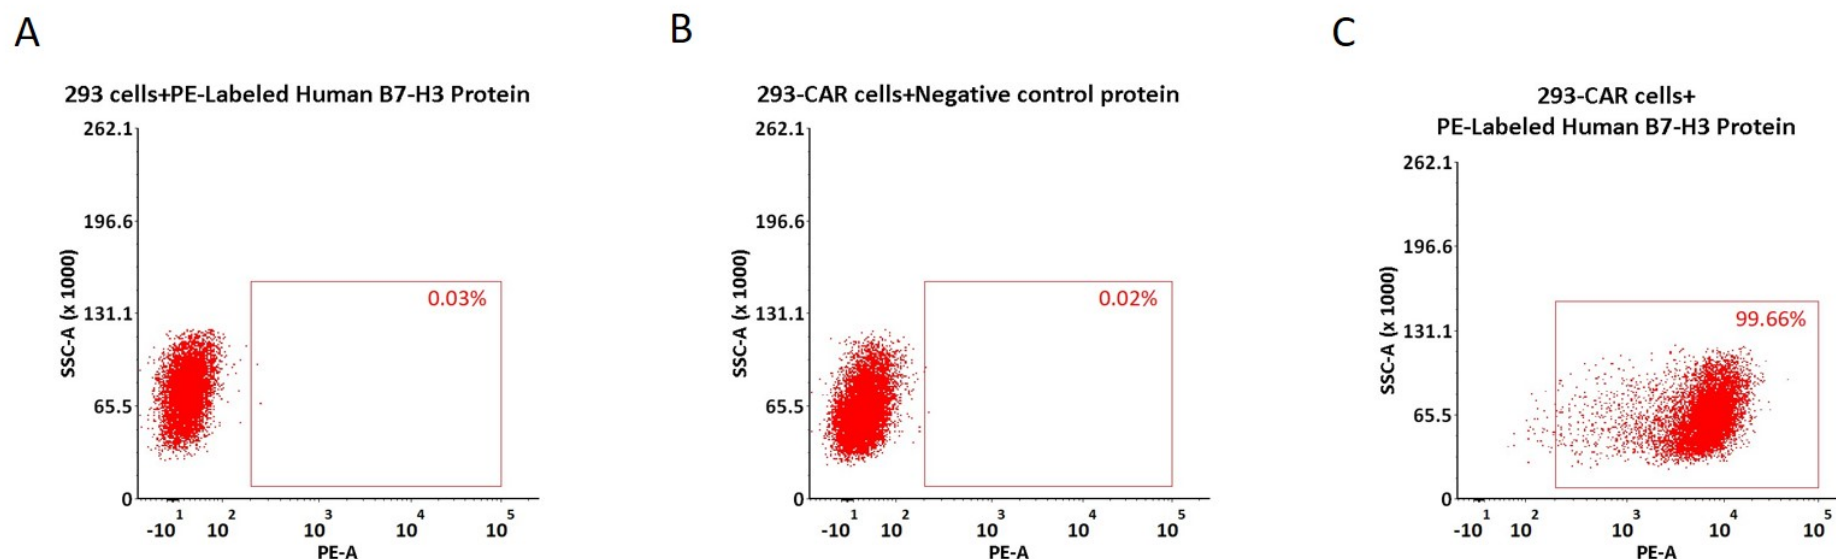 A
293 cells+PE-Labeled Human B7-H3 Protein
262.1
196.6
131.1
65.5
0
SSC-A (x 1000)
0.03%
-10^1 10^2 10^3 10^4 10^5
PE-A
B
293-CAR cells+Negative control protein
262.1
196.6
131.1
65.5
0
SSC-A (x 1000)
0.02%
-10^1 10^2 10^3 10^4 10^5
PE-A
C
293-CAR cells+
PE-Labeled Human B7-H3 Protein
262.1
196.6
131.1
65.5
0
SSC-A (x 1000)
99.66%
-10^1 10^2 10^3 10^4 10^5
PE-A